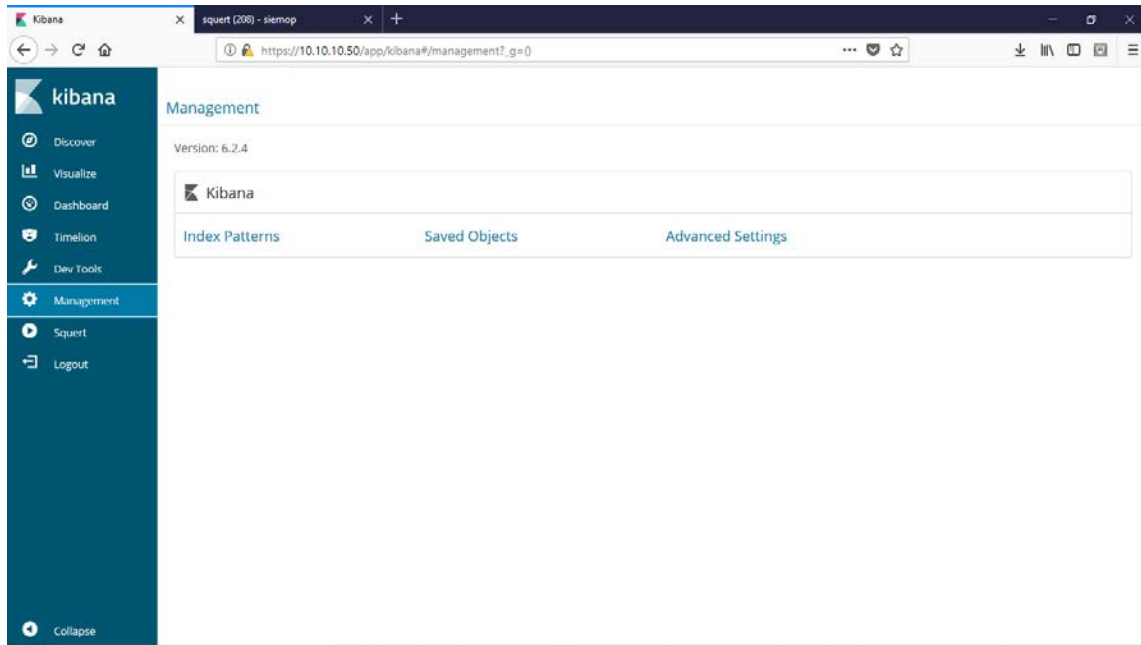 Kibana
squert (208) - siemop
https://10.10.10.50/app/kibana#/management?_g=()
kibana
Discover
Visualize
Dashboard
Timelion
Dev Tools
Management
Squert
Logout
Collapse
Management
Version: 6.2.4
Kibana
Index Patterns
Saved Objects
Advanced Settings